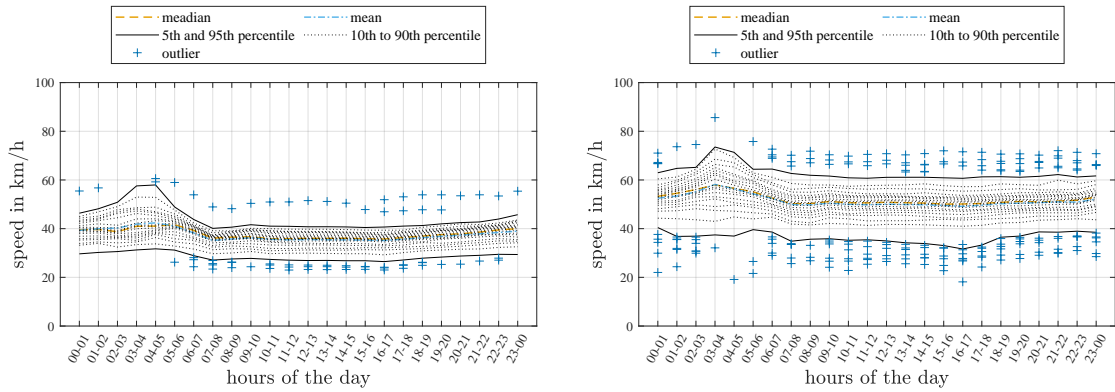 meadian mean
5th and 95th percentile 10th to 90th percentile
outlier
100
80
60
40
20
0
speed in km/h
00-01 01-02 02-03 03-04 04-05 05-06 06-07 07-08 08-09 09-10 10-11 11-12 12-13 13-14 14-15 15-16 16-17 17-18 18-19 19-20 20-21 21-22 22-23 23-00
hours of the day
median mean
5th and 95th percentile 10th to 90th percentile
outlier
100
80
60
40
20
0
speed in km/h
00-01 01-02 02-03 03-04 04-05 05-06 06-07 07-08 08-09 09-10 10-11 11-12 12-13 13-14 14-15 15-16 16-17 17-18 18-19 19-20 20-21 21-22 22-23 23-00
hours of the day